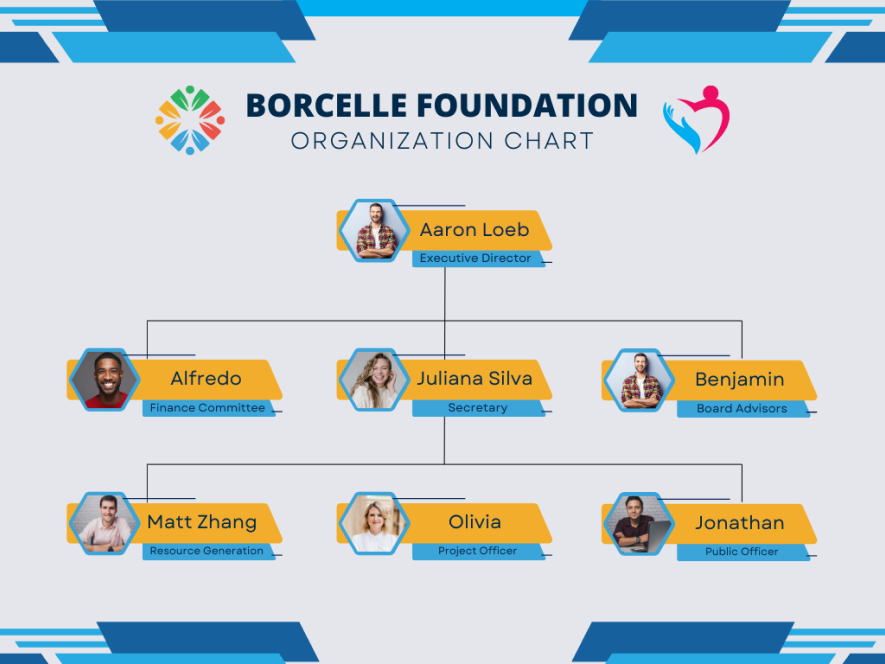 BORCELLE FOUNDATION
ORGANIZATION CHART
Aaron Loeb
Executive Director
Alfredo
Finance Committee
Juliana Silva
Secretary
Benjamin
Board Advisors
Matt Zhang
Resource Generation
Olivia
Project Officer
Jonathan
Public Officer